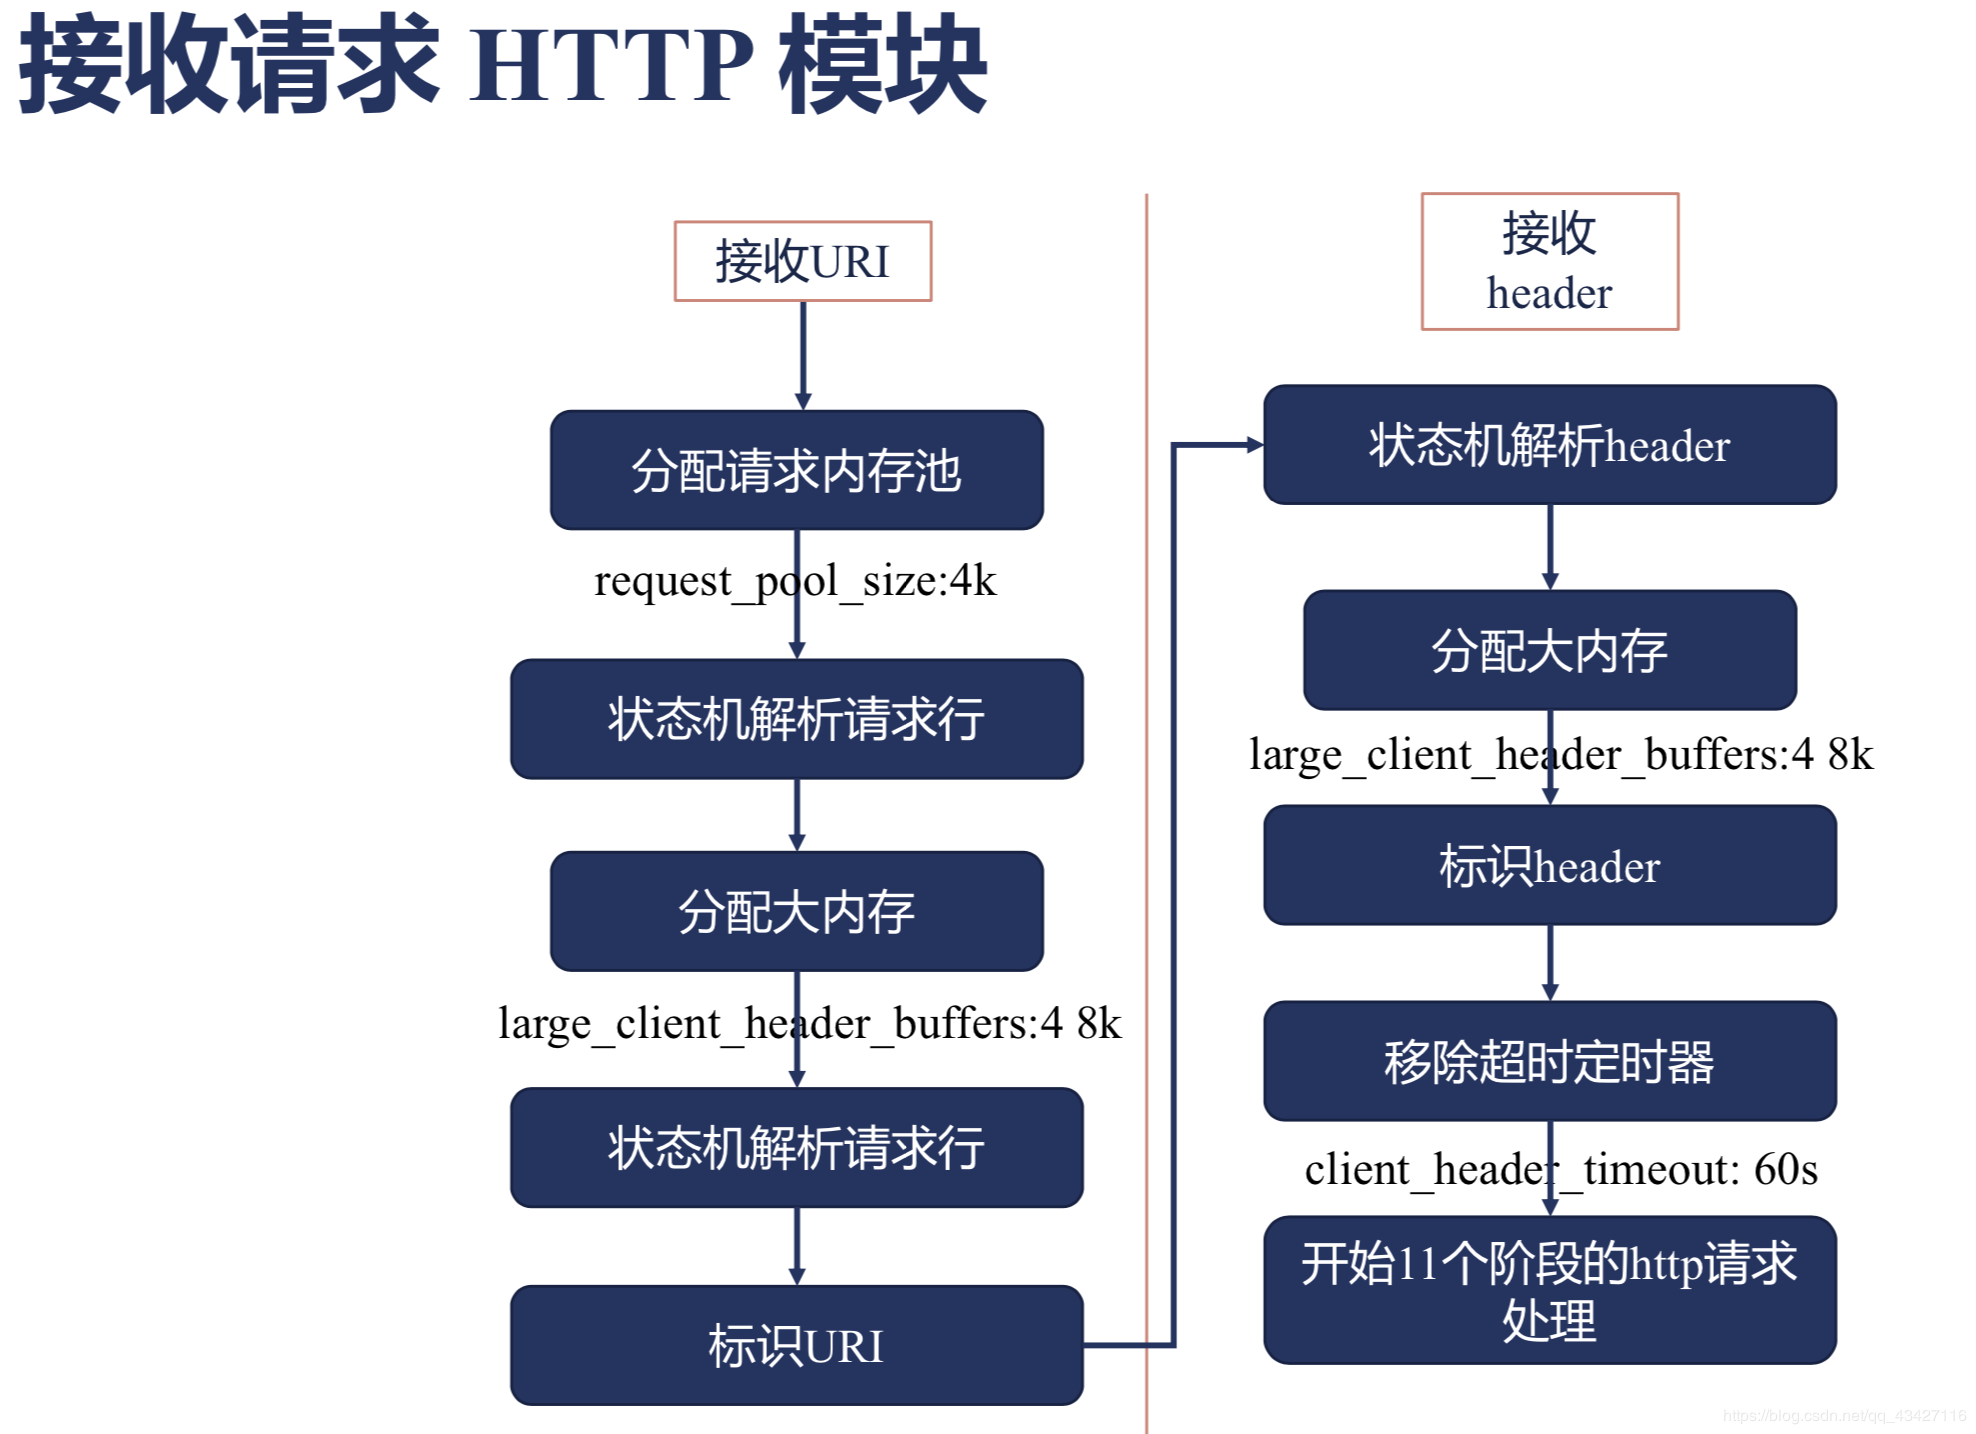 接收请求 HTTP 模块
接收URI
分配请求内存池
request_pool_size:4k
状态机解析请求行
分配大内存
large_client_header_buffers:4 8k
状态机解析请求行
标识URI
接收
header
状态机解析header
分配大内存
large_client_header_buffers:4 8k
标识header
移除超时定时器
client_header_timeout: 60s
开始11个阶段的http请求
处理
https://blog.csdn.net/qq_43427116